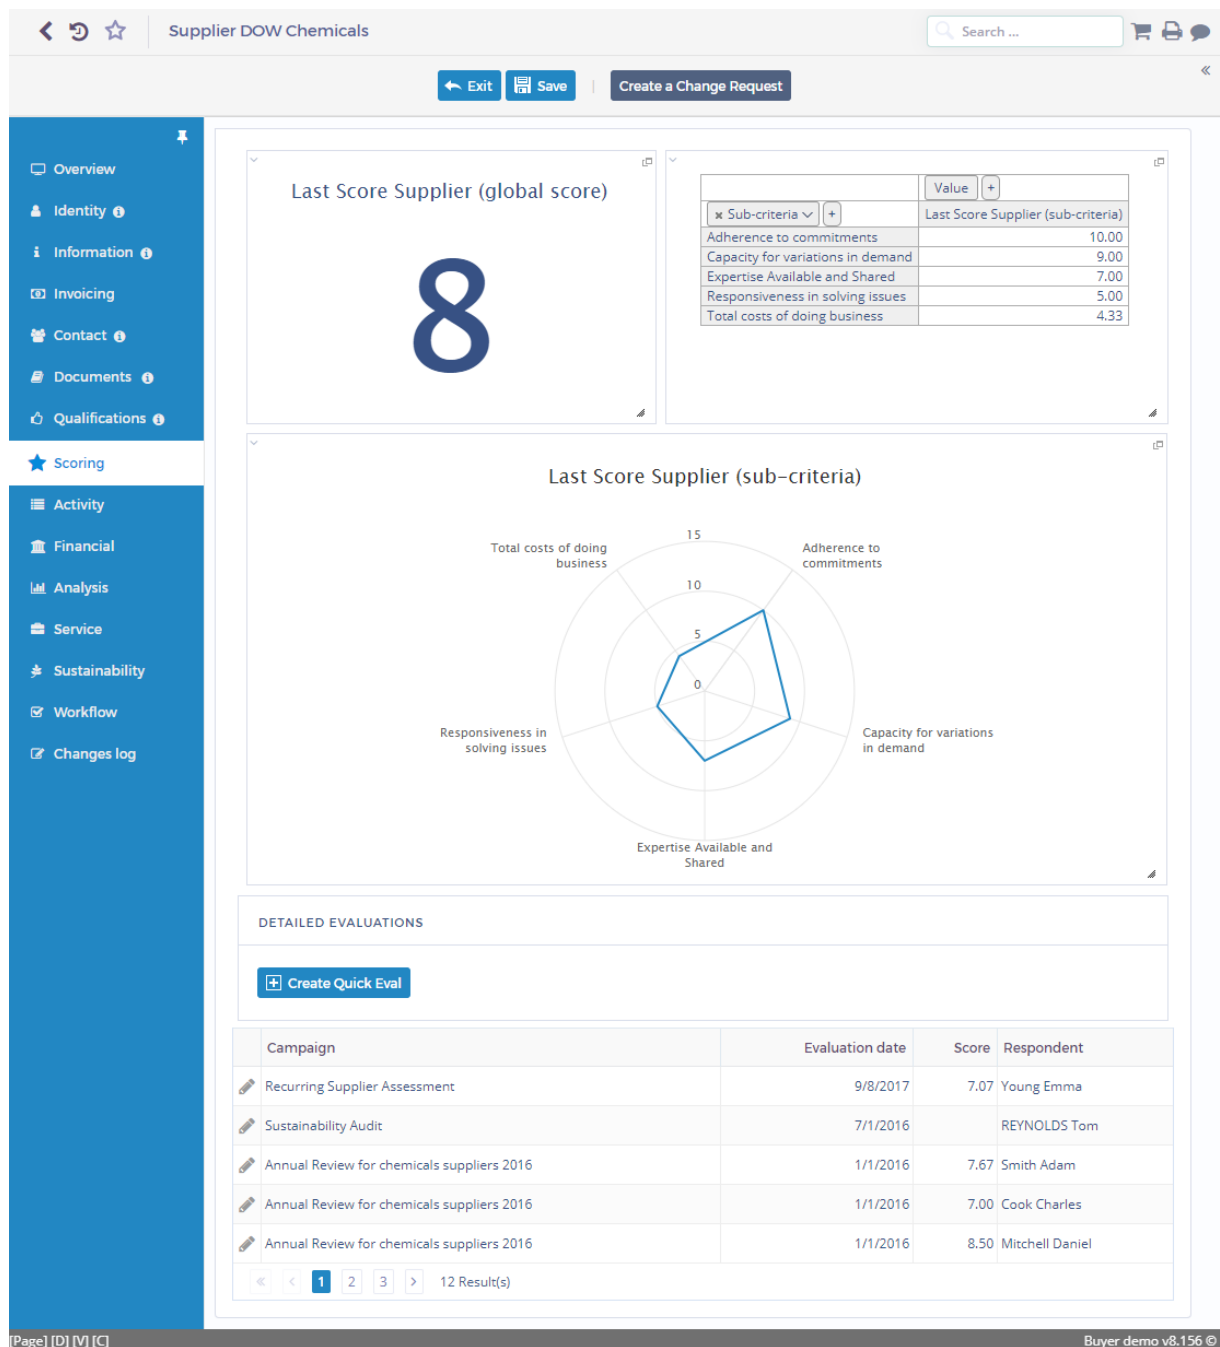 Supplier DOW Chemicals
Search ...
Exit
Save
Create a Change Request
Overview
Identity
Information
Invoicing
Contact
Documents
Qualifications
Scoring
Activity
Financial
Analysis
Service
Sustainability
Workflow
Changes log
Last Score Supplier (global score)
8
Value +
Sub-criteria + Last Score Supplier (sub-criteria)
Adherence to commitments 10.00
Capacity for variations in demand 9.00
Expertise Available and Shared 7.00
Responsiveness in solving issues 5.00
Total costs of doing business 4.33
Last Score Supplier (sub-criteria)
15
10
5
0
Total costs of doing
business
Adherence to
commitments
Responsiveness in
solving issues
Capacity for variations
in demand
Expertise Available and
Shared
DETAILED EVALUATIONS
Create Quick Eval
Campaign Evaluation date Score Respondent
Recurring Supplier Assessment 9/8/2017 7.07 Young Emma
Sustainability Audit 7/1/2016 REYNOLDS Tom
Annual Review for chemicals suppliers 2016 1/1/2016 7.67 Smith Adam
Annual Review for chemicals suppliers 2016 1/1/2016 7.00 Cook Charles
Annual Review for chemicals suppliers 2016 1/1/2016 8.50 Mitchell Daniel
« < 1 2 3 > 12 Result(s)
[Page] [D] [V] [C] Buyer demo v8.156 ©